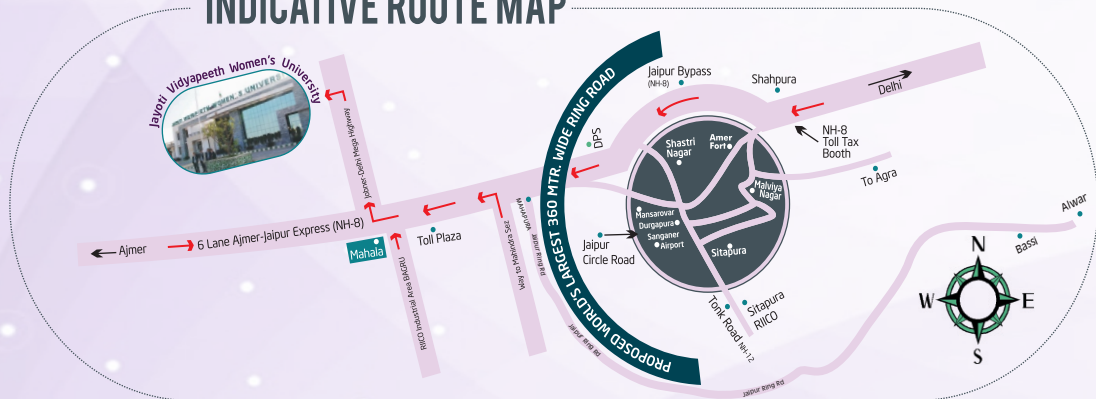 INDICATIVE ROUTE MAP
Jayoti Vidyapeeth Women's University
Jobner-Delhi Mega Highway
Ajmer
6 Lane Ajmer-Jaipur Express (NH-8)
Mahala
RIICO Industrial Area BAGRU
Toll Plaza
Way to Mahindra Sez
Jaipur Ring Rd
PROPOSED WORLD'S LARGEST 360 MTR. WIDE RING ROAD
DPS
Jaipur Bypass
(NH-8)
Shahpura
Delhi
NH-8
Toll Tax
Booth
To Agra
Shastri
Nagar
Amer
Fort
Malviya
Nagar
Mansarovar
Durgapura
Sanganer
Airport
Sitapura
Jaipur
Circle Road
Tonk Road NH-12
Sitapura
RIICO
Jaipur Ring Rd
Jaipur Ring Rd
Alwar
Bassi
N
W
E
S